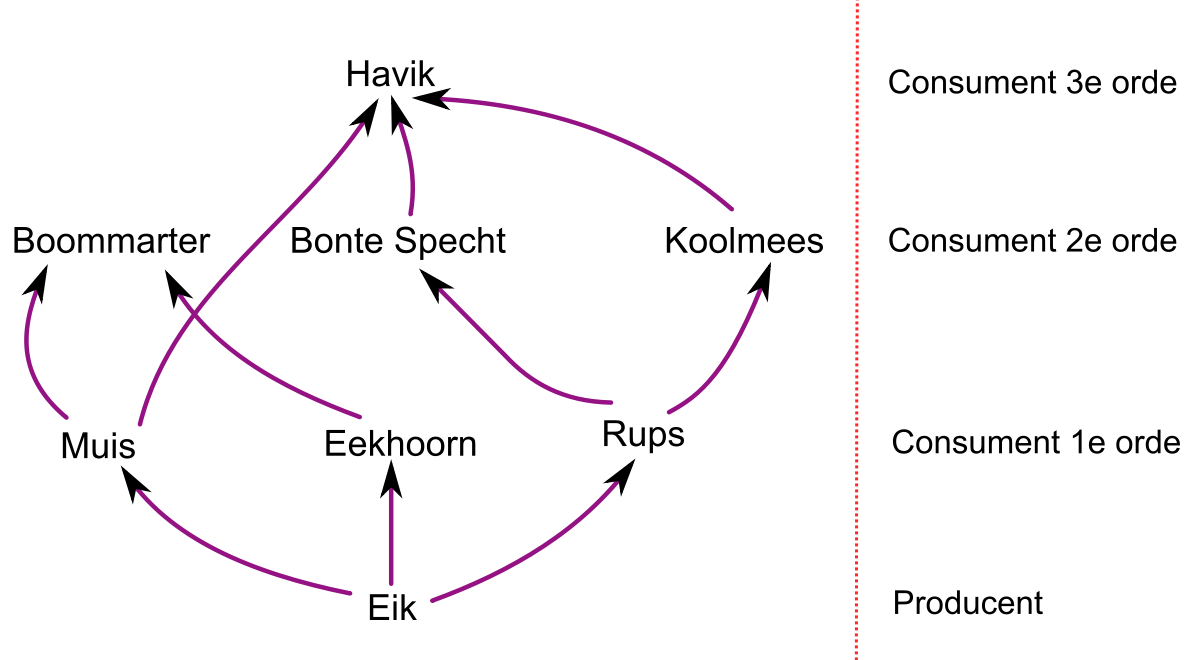 Havik
Consument 3e orde
Boommarter
Bonte Specht
Koolmees
Consument 2e orde
Muis
Eekhoorn
Rups
Consument 1e orde
Eik
Producent